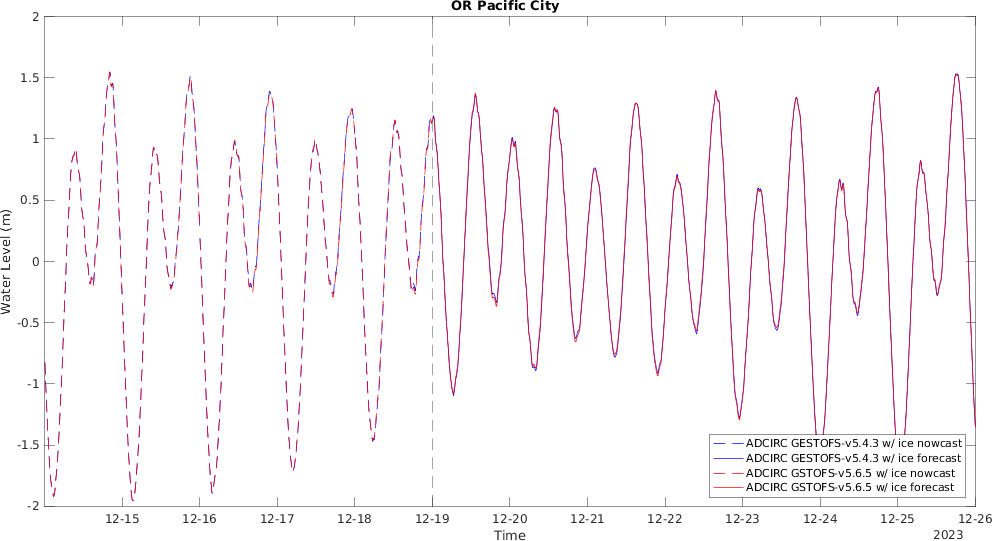 OR Pacific City
2
1.5
1
0.5
0
-0.5
-1
-1.5
-2
Water Level (m)
ADCIRC GESTOFS-v5.4.3 w/ ice nowcast
ADCIRC GESTOFS-v5.4.3 w/ ice forecast
ADCIRC GSTOFS-v5.6.5 w/ ice nowcast
ADCIRC GSTOFS-v5.6.5 w/ ice forecast
12-15 12-16 12-17 12-18 12-19 12-20 12-21 12-22 12-23 12-24 12-25 12-26
Time
2023